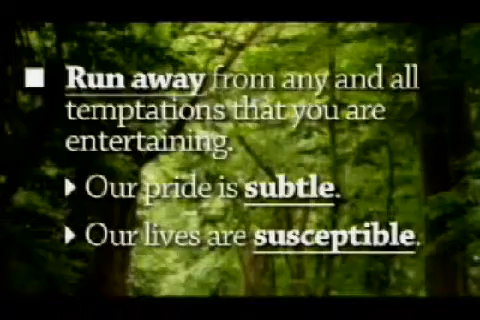 Run away from any and all
temptations that you are
entertaining.
Our pride is subtle.
Our lives are susceptible.